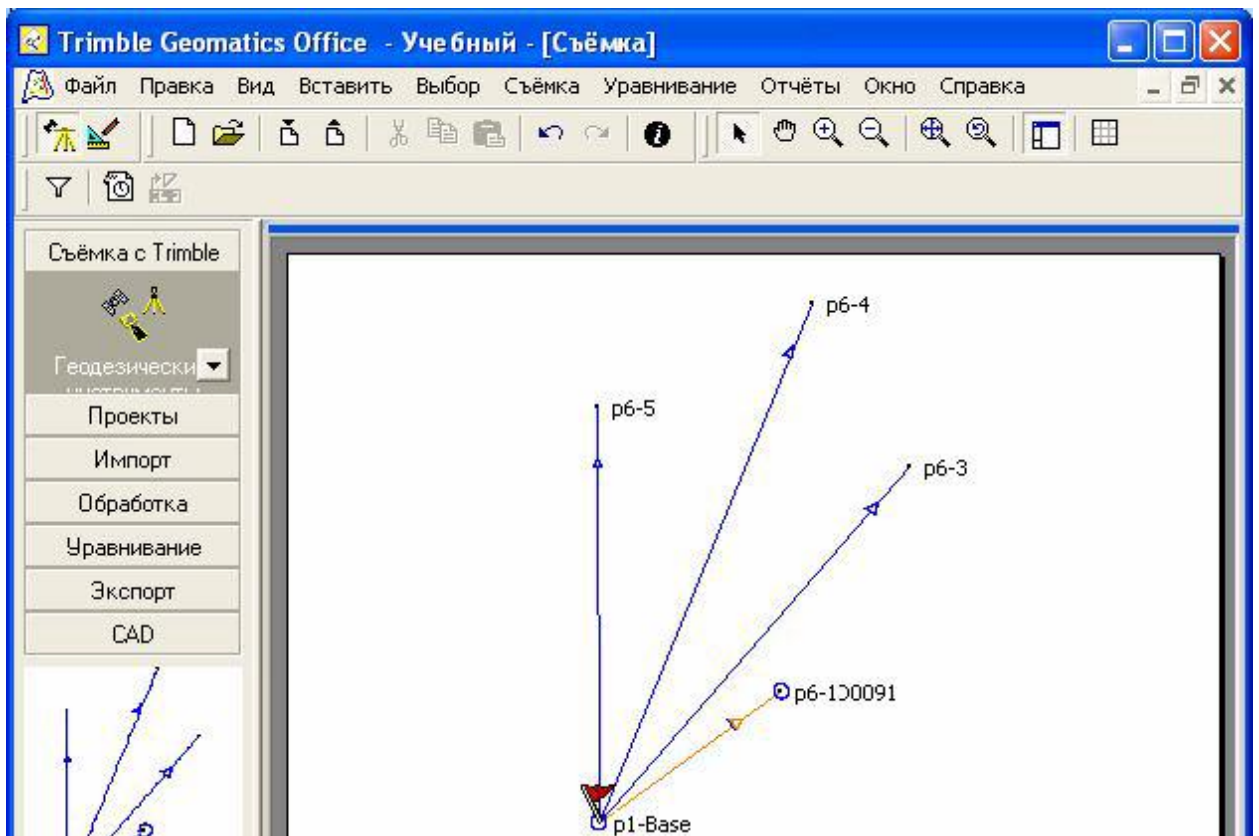 Trimble Geomatics Office - Учебный - [Съёмка]
Файл Правка Вид Вставить Выбор Съёмка Уравнивание Отчёты Окно Справка
Съёмка с Trimble
Геодезически
Проекты
Импорт
Обработка
Уравнивание
Экспорт
CAD
p6-4
p6-5
p6-3
p1-Base